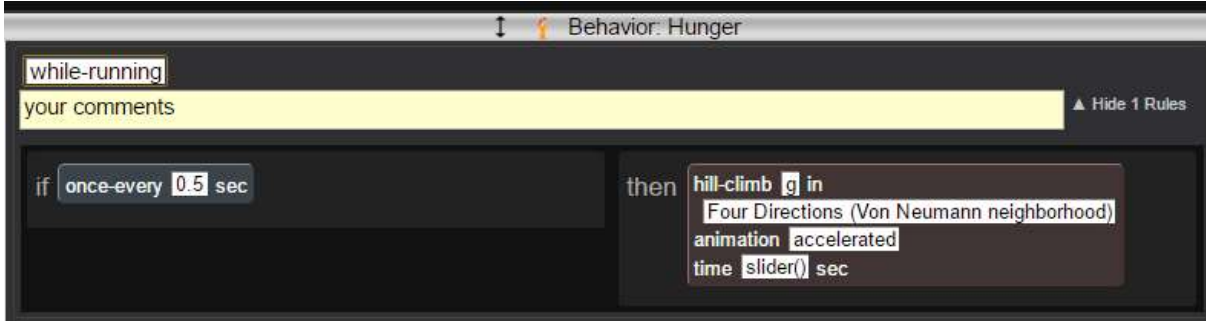 Behavior: Hunger
while-running
your comments
▲ Hide 1 Rules
if once-every 0.5 sec
then hill-climb g in
Four Directions (Von Neumann neighborhood)
animation accelerated
time slider() sec